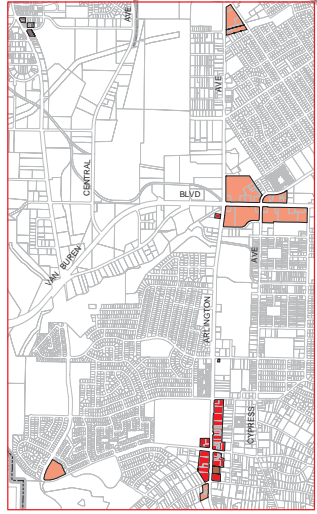 AVE
AVE
CENTRAL
BLVD
VAN BUREN
AVE
ARLINGTON
CYPRESS